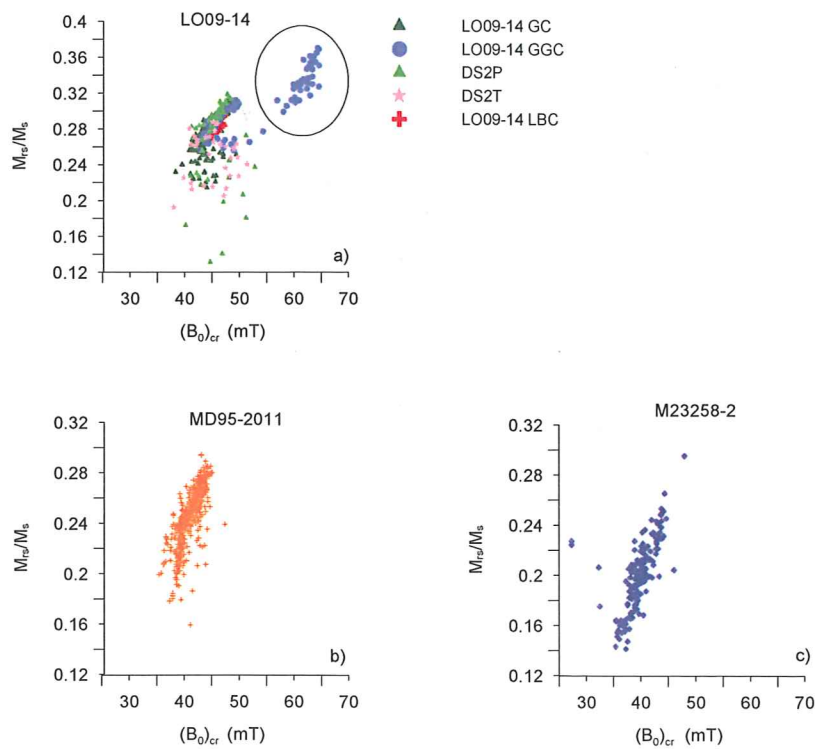 LO09-14
LO09-14 GC
LO09-14 GGC
DS2P
DS2T
LO09-14 LBC
0.4
0.36
0.32
0.28
0.24
0.2
0.16
0.12
Mrs/Ms
a)
30 40 50 60 70
(B0)cr (mT)
MD95-2011
0.32
0.28
0.24
0.2
0.16
0.12
Mrs/Ms
b)
30 40 50 60 70
(B0)cr (mT)
M23258-2
0.32
0.28
0.24
0.2
0.16
0.12
Mrs/Ms
c)
30 40 50 60 70
(B0)cr (mT)